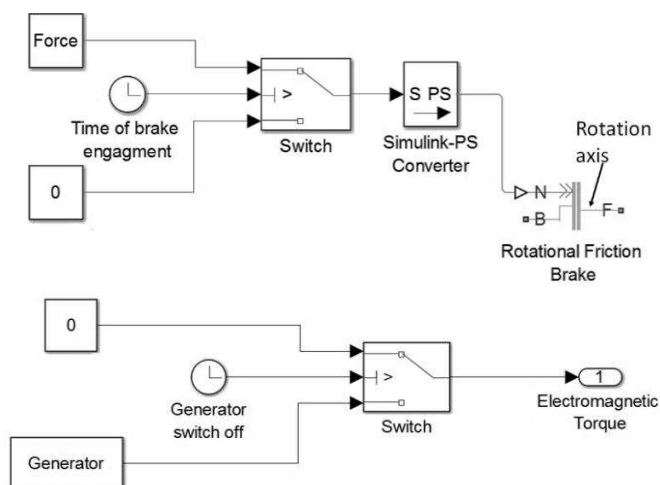 Force
>
Time of brake
engagment
Switch
0
S PS
Simulink-PS
Converter
Rotation
axis
N
B
F
Rotational Friction
Brake
0
>
Generator
switch off
Switch
1
Electromagnetic
Torque
Generator